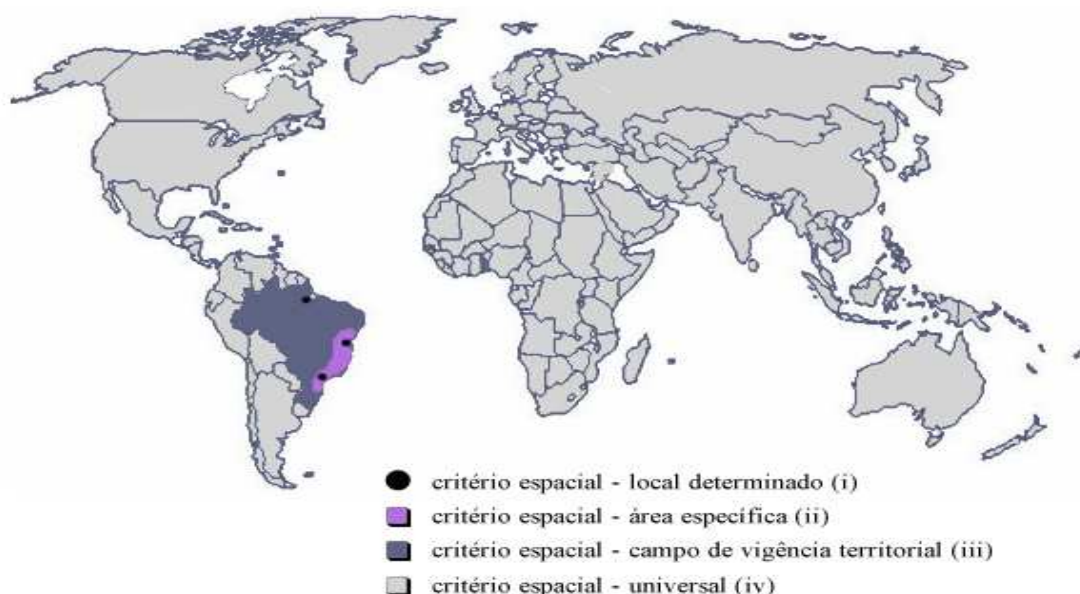 critério espacial - local determinado (i)
critério espacial - área específica (ii)
critério espacial - campo de vigência territorial (iii)
critério espacial - universal (iv)